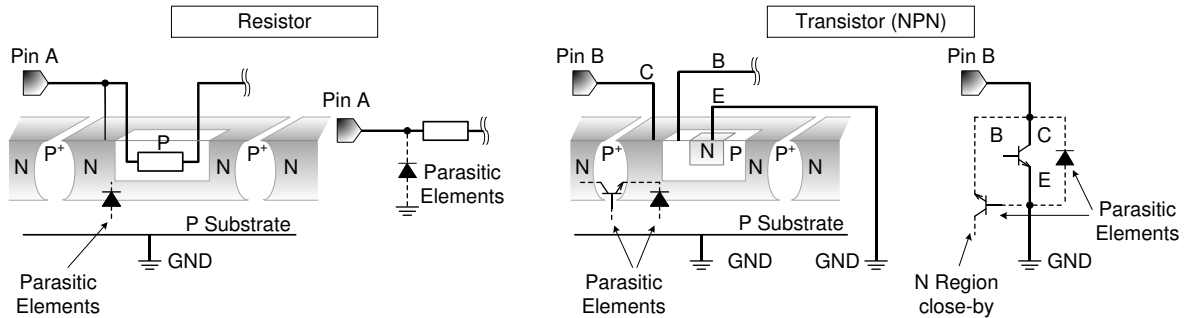 Resistor
Transistor (NPN)
Pin A
Pin A
N
P+
N
P
N
P+
N
Parasitic
Elements
P Substrate
GND
Parasitic
Elements
Pin B
C
B
E
N
P+
N
N
P
N
P+
N
P Substrate
GND
GND
Parasitic
Elements
Pin B
B
C
E
Parasitic
Elements
N Region
close-by
GND